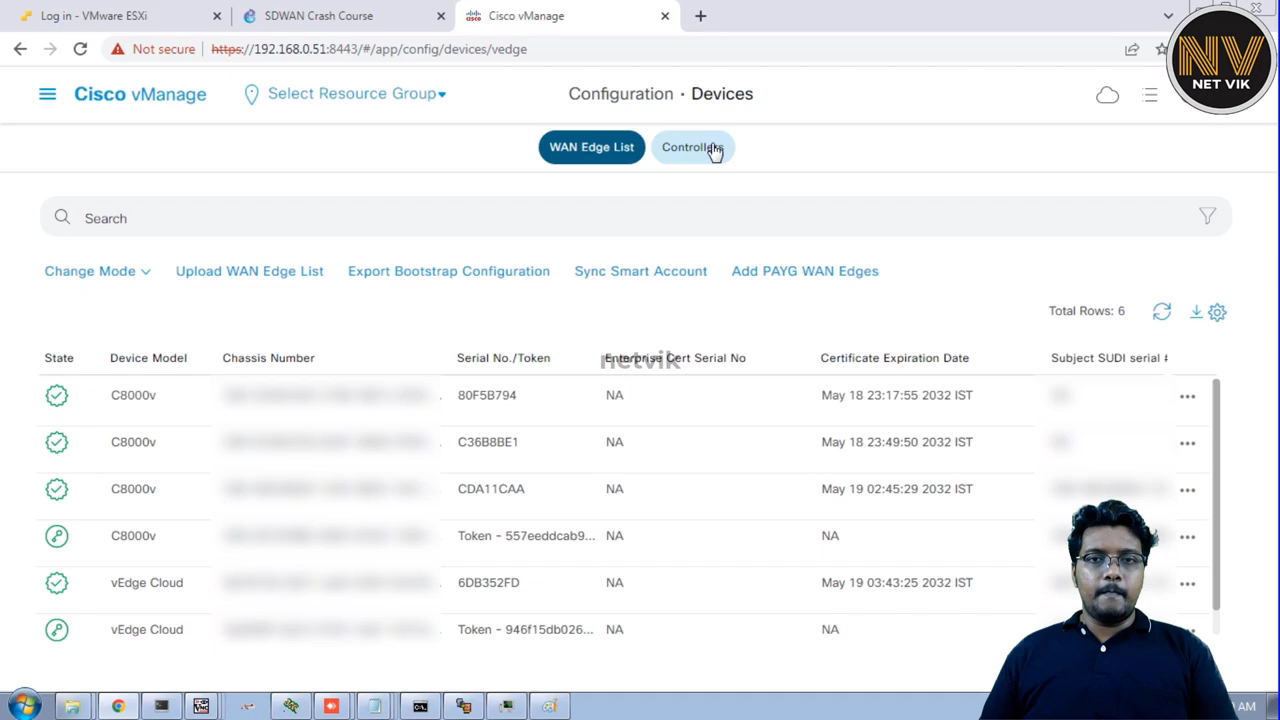 Log in - VMware ESXi
SDWAN Crash Course
Cisco vManage
Not secure
https://192.168.0.51:8443/#/app/config/devices/vedge
NV
NET VIK
Cisco vManage
Select Resource Group
Configuration · Devices
WAN Edge List
Search
Change Mode
Upload WAN Edge List
Export Bootstrap Configuration
Sync Smart Account
Add PAYG WAN Edges
Total Rows: 6
netvik
State Device Model Chassis Number Serial No./Token Enterprise Cert Serial No Certificate Expiration Date Subject SUDI serial #
C8000v 80F5B794 NA May 18 23:17:55 2032 IST
C8000v C36B8BE1 NA May 18 23:49:50 2032 IST
C8000v CDA11CAA NA May 19 02:45:29 2032 IST
C8000v Token - 557eeddcab9... NA NA
vEdge Cloud 6DB352FD NA May 19 03:43:25 2032 IST
vEdge Cloud Token - 946f15db026... NA NA
AM